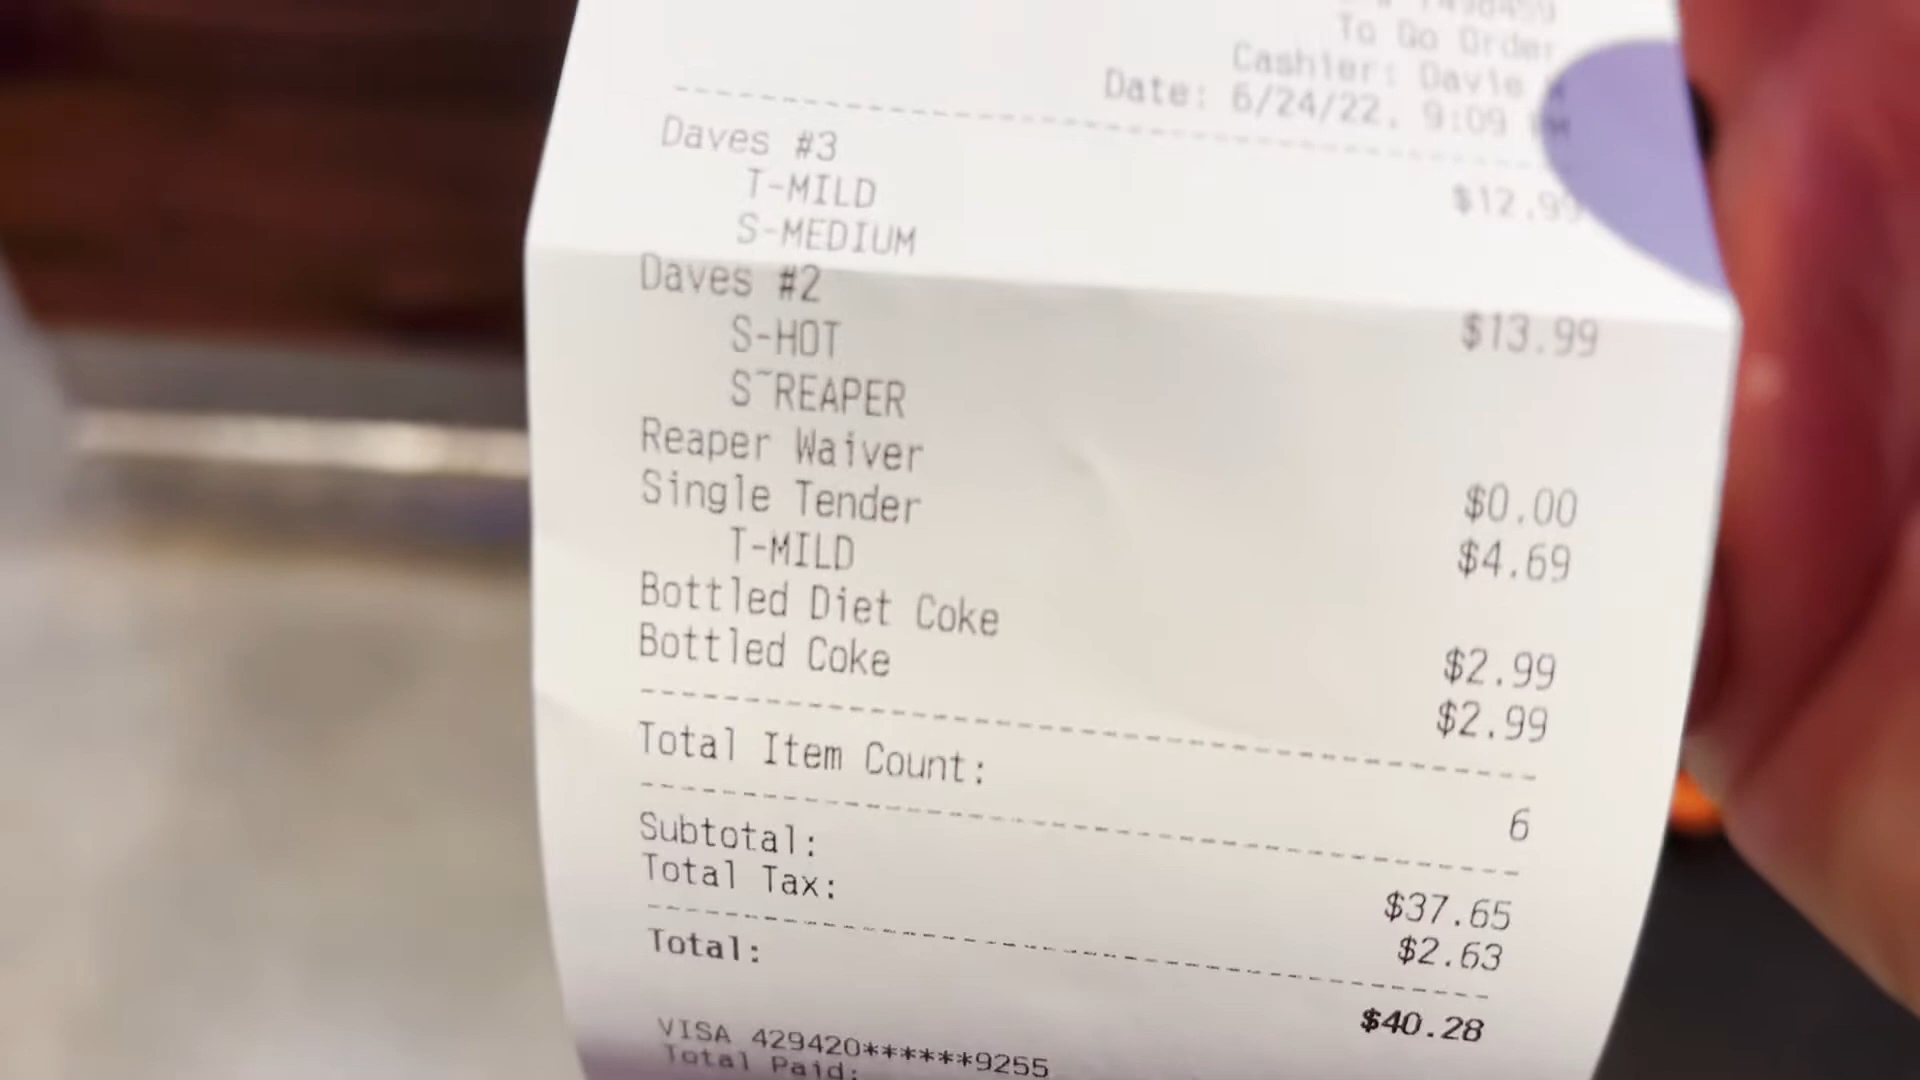 To Go Order
Cashier: Davie
Date: 6/24/22, 9:09 PM
Daves #3 $12.99
T-MILD
S-MEDIUM
Daves #2 $13.99
S-HOT
S~REAPER
Reaper Waiver $0.00
Single Tender $4.69
T-MILD
Bottled Diet Coke $2.99
Bottled Coke $2.99
Total Item Count: 6
Subtotal: $37.65
Total Tax: $2.63
Total: $40.28
VISA 429420******9255
Total Paid: